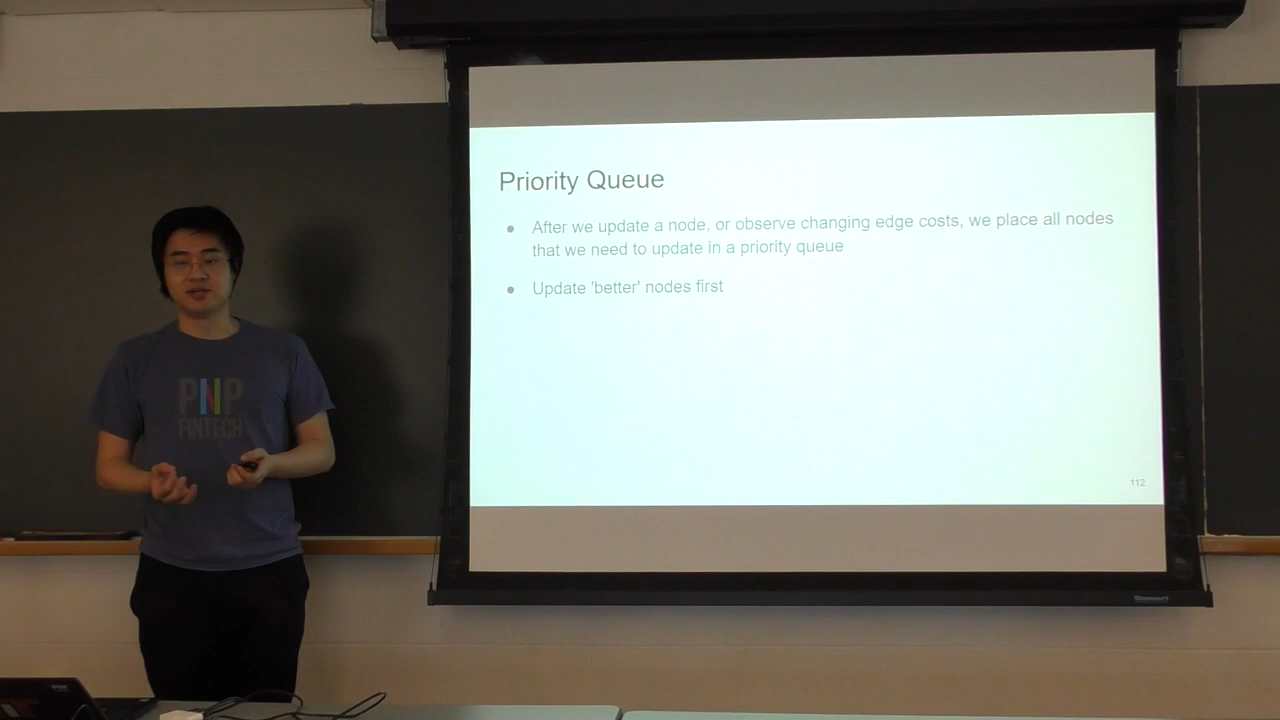 Priority Queue
● After we update a node, or observe changing edge costs, we place all nodes
that we need to update in a priority queue
● Update 'better' nodes first
112
PNP
FINTECH